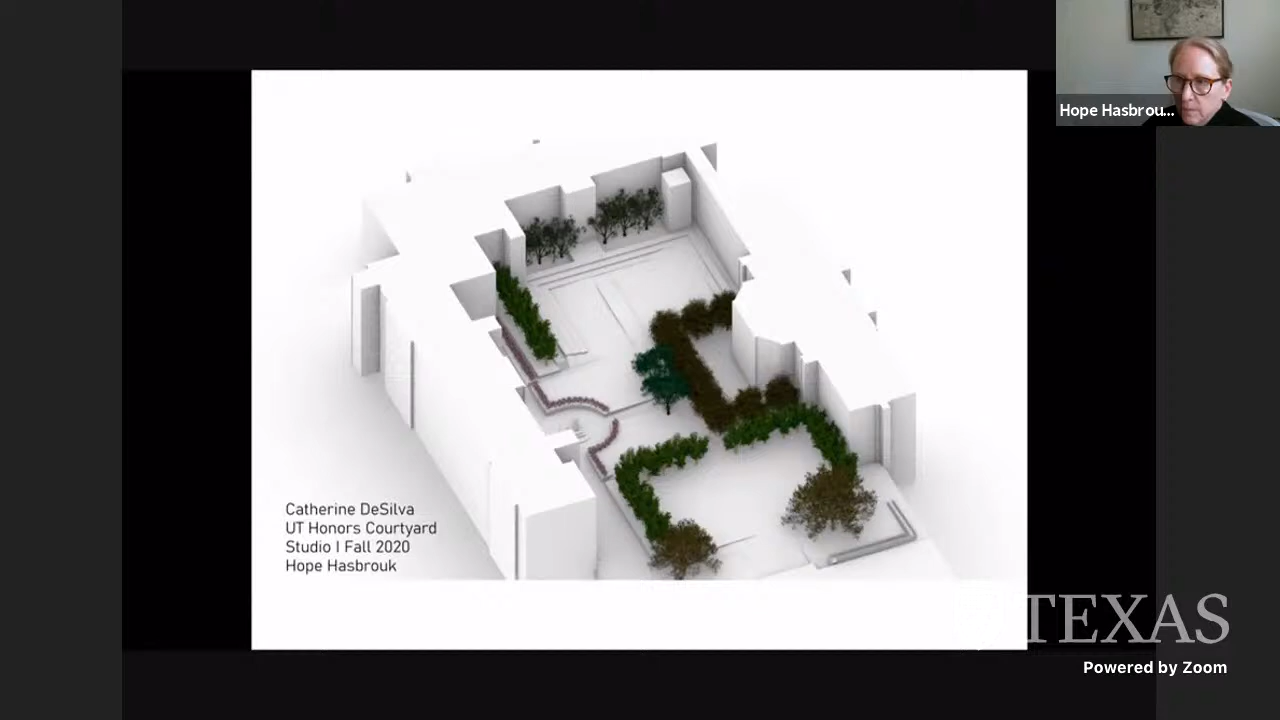 Hope Hasbrou...
Catherine DeSilva
UT Honors Courtyard
Studio I Fall 2020
Hope Hasbrouk
TEXAS
Powered by Zoom